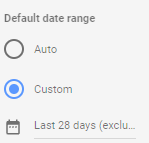 Default date range
Auto
Custom
Last 28 days (exclu...